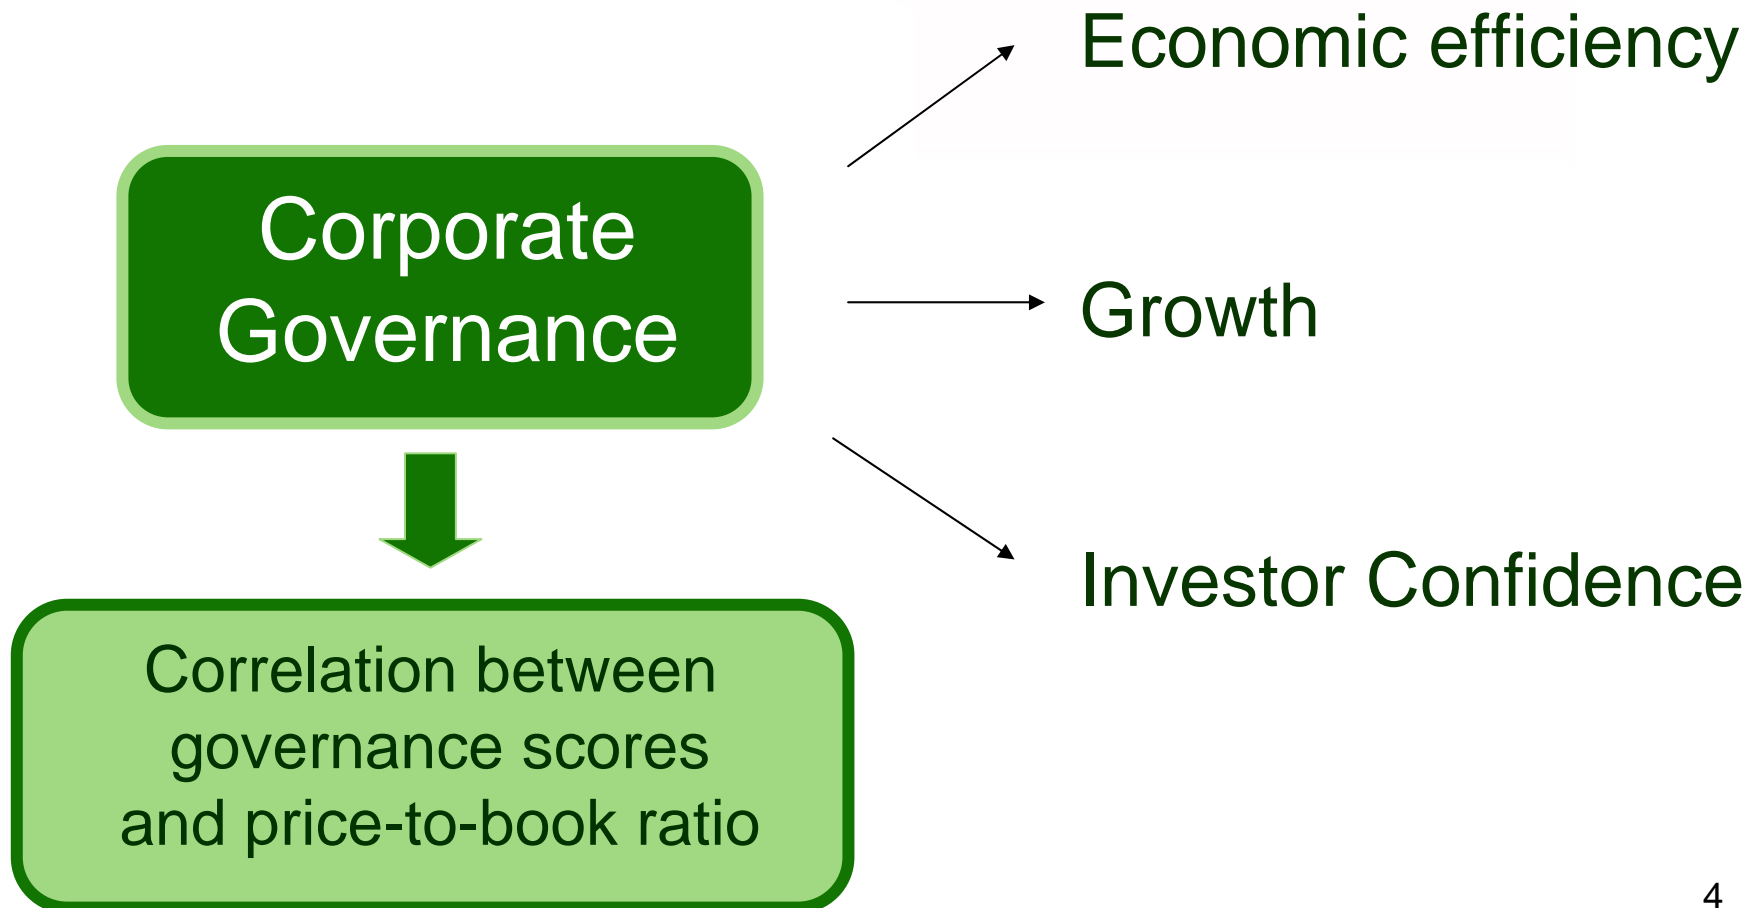 Economic efficiency
Corporate
Governance
Growth
Investor Confidence
Correlation between
governance scores
and price-to-book ratio
4